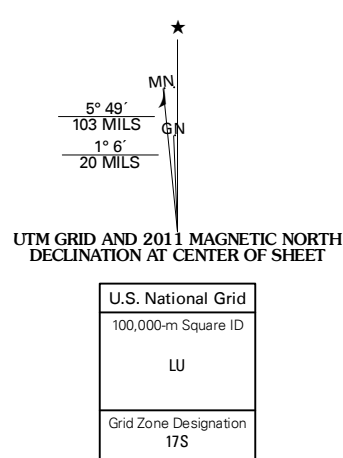 ★
MN
5° 49´
103 MILS
GN
1° 6´
20 MILS
UTM GRID AND 2011 MAGNETIC NORTH
DECLINATION AT CENTER OF SHEET
U.S. National Grid
100,000-m Square ID
LU
Grid Zone Designation
17S